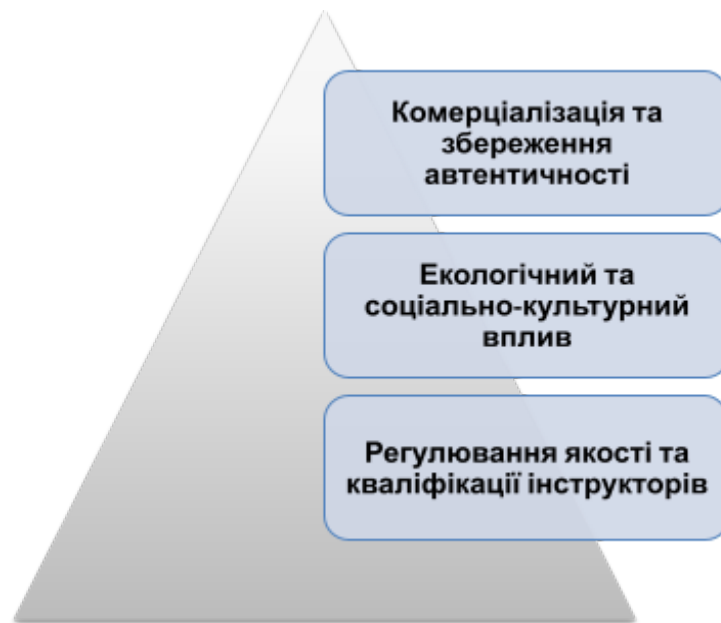 Комерціалізація та
збереження
автентичності
Екологічний та
соціально-культурний
вплив
Регулювання якості та
кваліфікації інструкторів